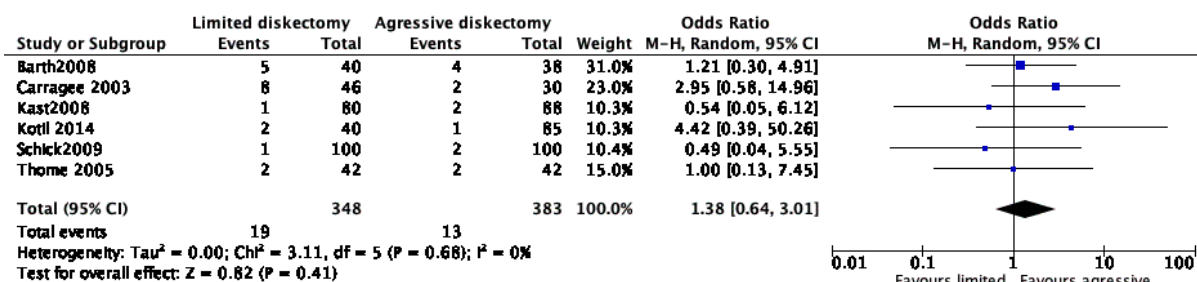 Limited diskectomy Agressive diskectomy Odds Ratio Odds Ratio
Study or Subgroup Events Total Events Total Weight M-H, Random, 95% CI M-H, Random, 95% CI
Barth2008 5 40 4 38 31.0% 1.21 [0.30, 4.91]
Carragee 2003 8 46 2 30 23.0% 2.95 [0.58, 14.96]
Kast2008 1 80 2 88 10.3% 0.54 [0.05, 6.12]
Kotil 2014 2 40 1 85 10.3% 4.42 [0.39, 50.26]
Schick2009 1 100 2 100 10.4% 0.49 [0.04, 5.55]
Thome 2005 2 42 2 42 15.0% 1.00 [0.13, 7.45]
Total (95% CI) 348 383 100.0% 1.38 [0.64, 3.01]
Total events 19 13
Heterogeneity: Tau² = 0.00; Chi² = 3.11, df = 5 (P = 0.68); I² = 0%
Test for overall effect: Z = 0.82 (P = 0.41)
0.01 0.1 1 10 100
Favours limited Favours agressive